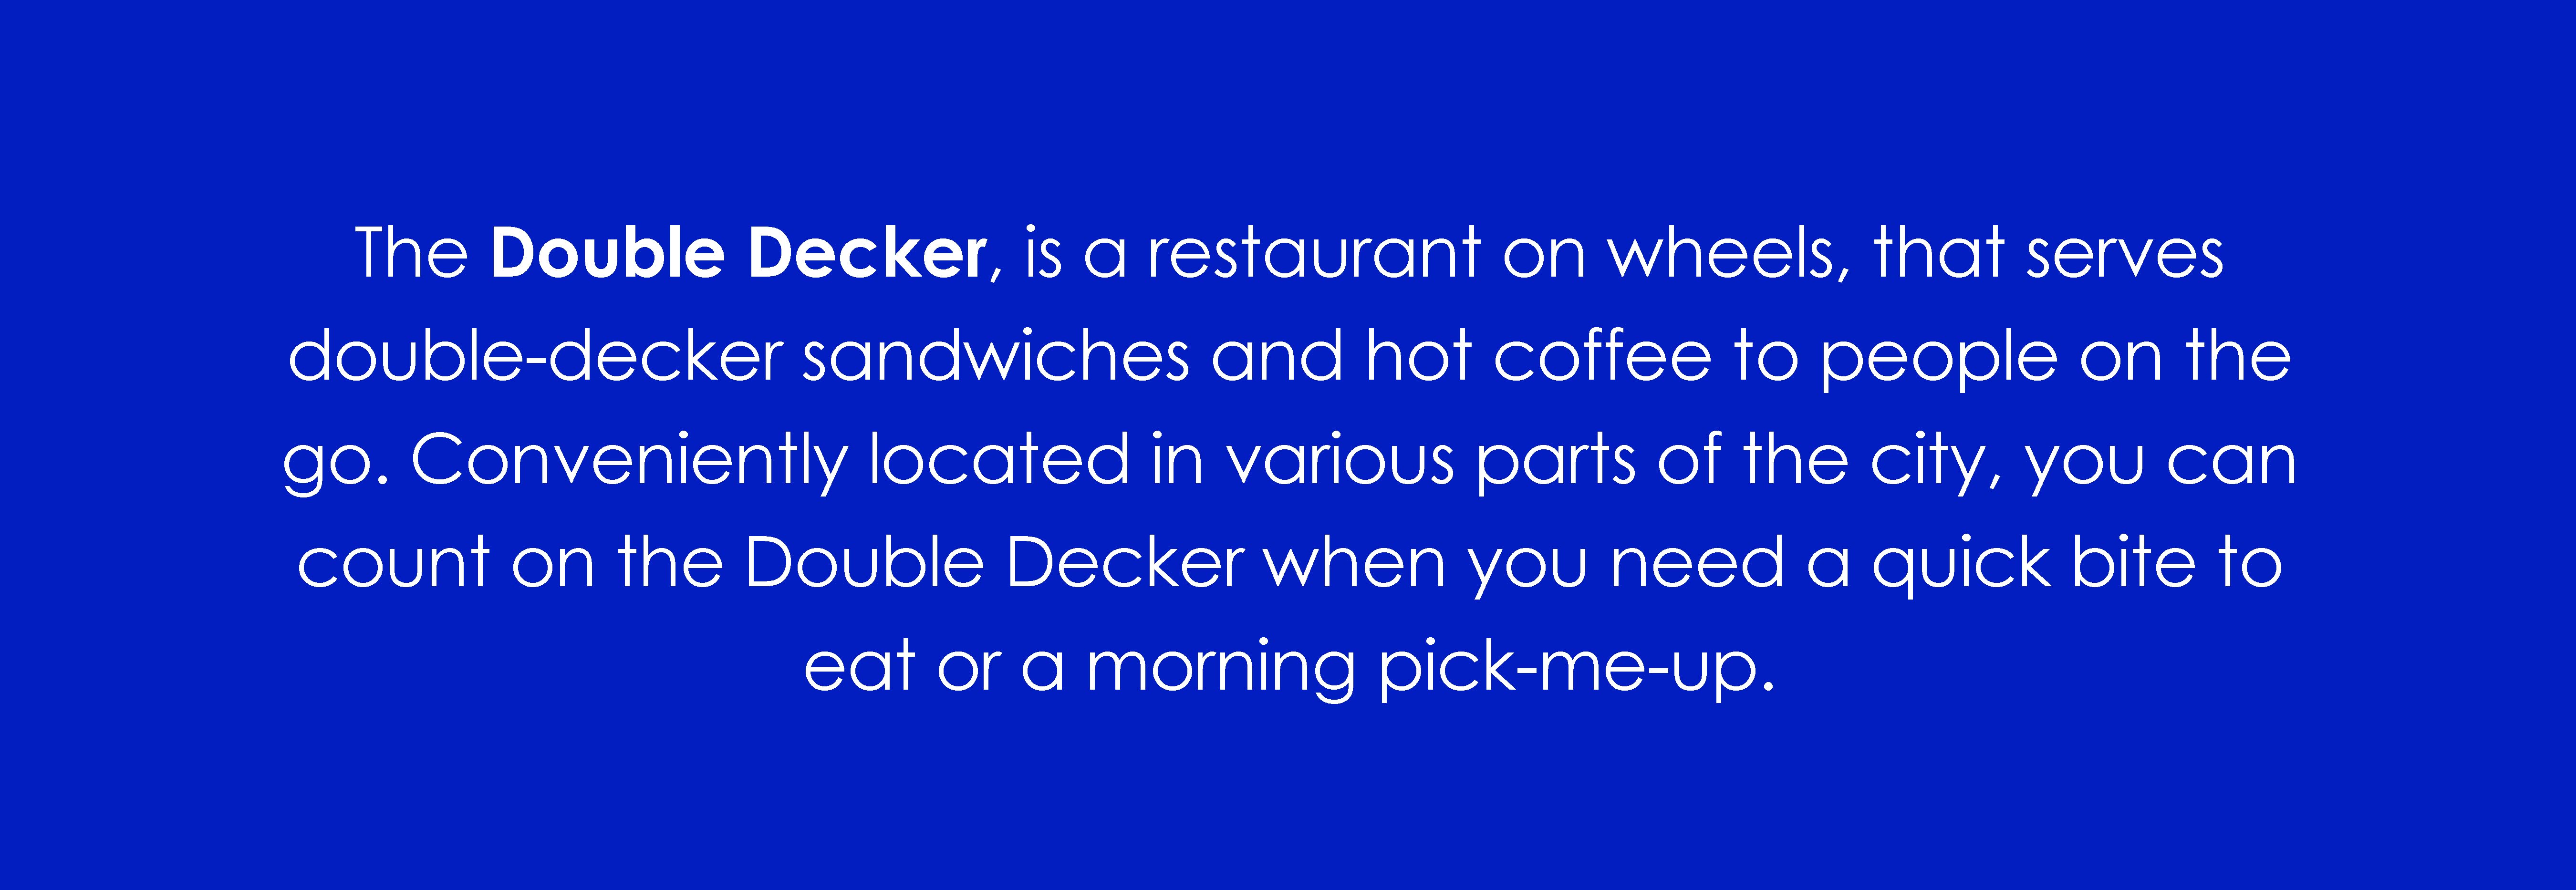 The Double Decker, is a restaurant on wheels, that serves
double-decker sandwiches and hot coffee to people on the
go. Conveniently located in various parts of the city, you can
count on the Double Decker when you need a quick bite to
eat or a morning pick-me-up.